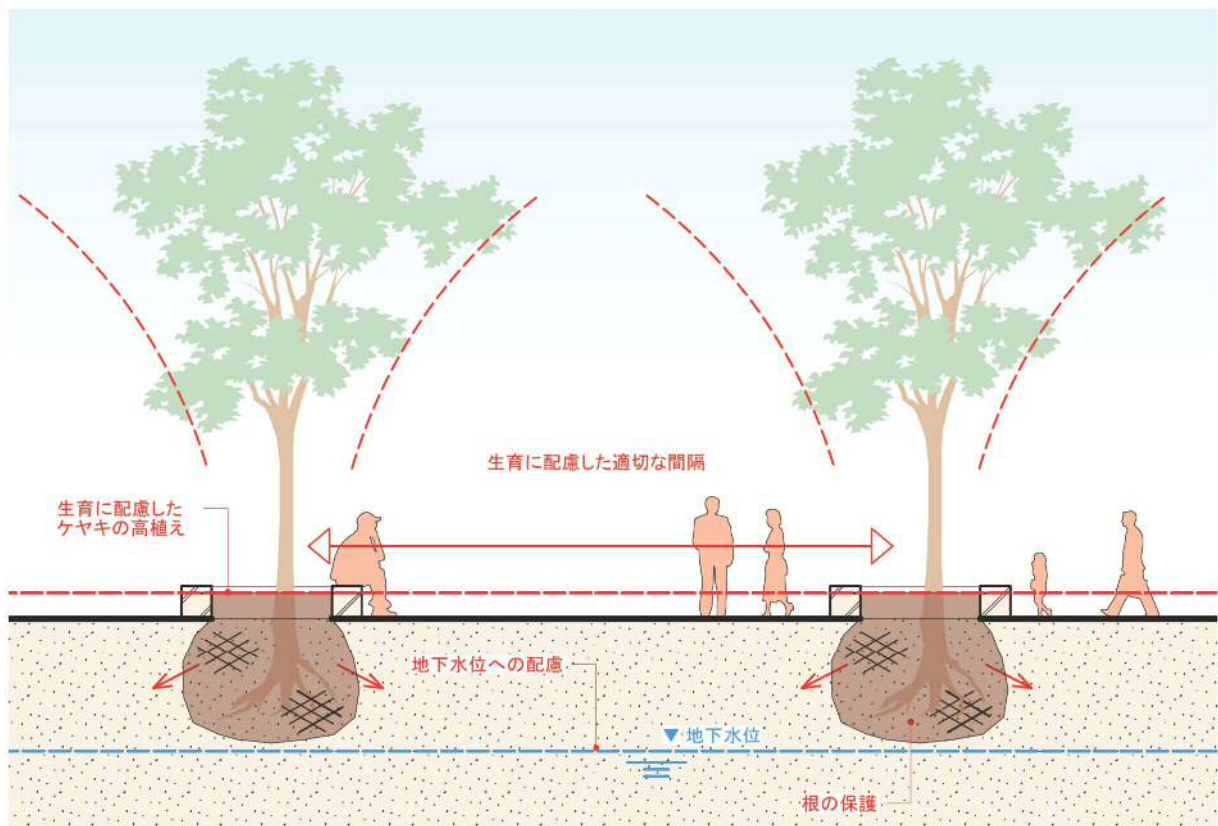 生育に配慮した適切な間隔
生育に配慮した
ケヤキの高植え
地下水位への配慮
▼ 地下水位
根の保護